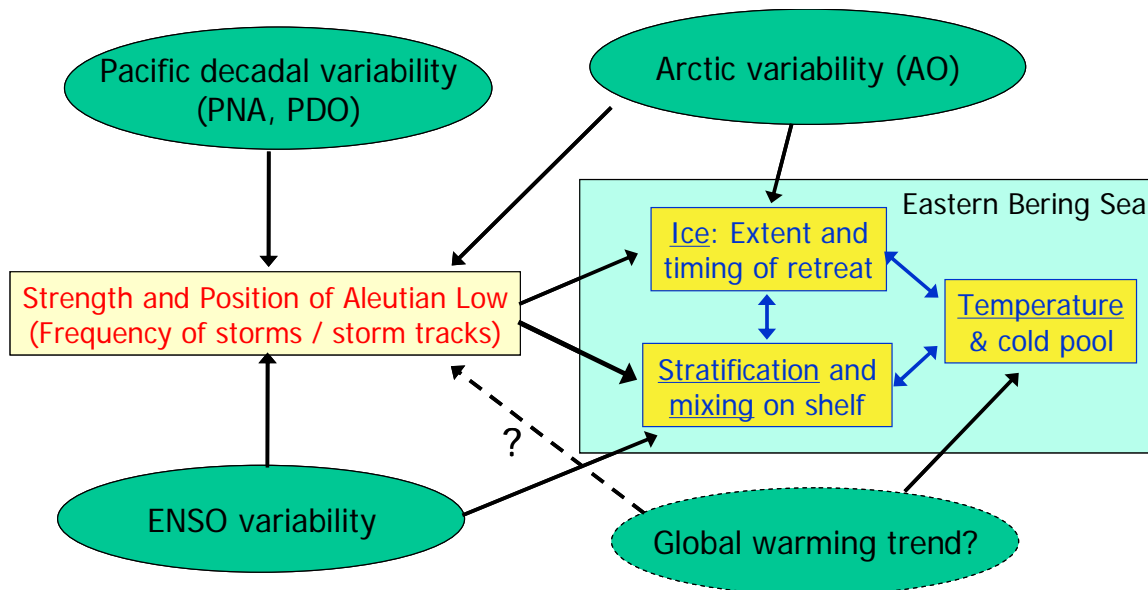 Pacific decadal variability
(PNA, PDO)
Arctic variability (AO)
Eastern Bering Sea
Ice: Extent and
timing of retreat
Strength and Position of Aleutian Low
(Frequency of storms / storm tracks)
Temperature
& cold pool
Stratification and
mixing on shelf
?
ENSO variability
Global warming trend?